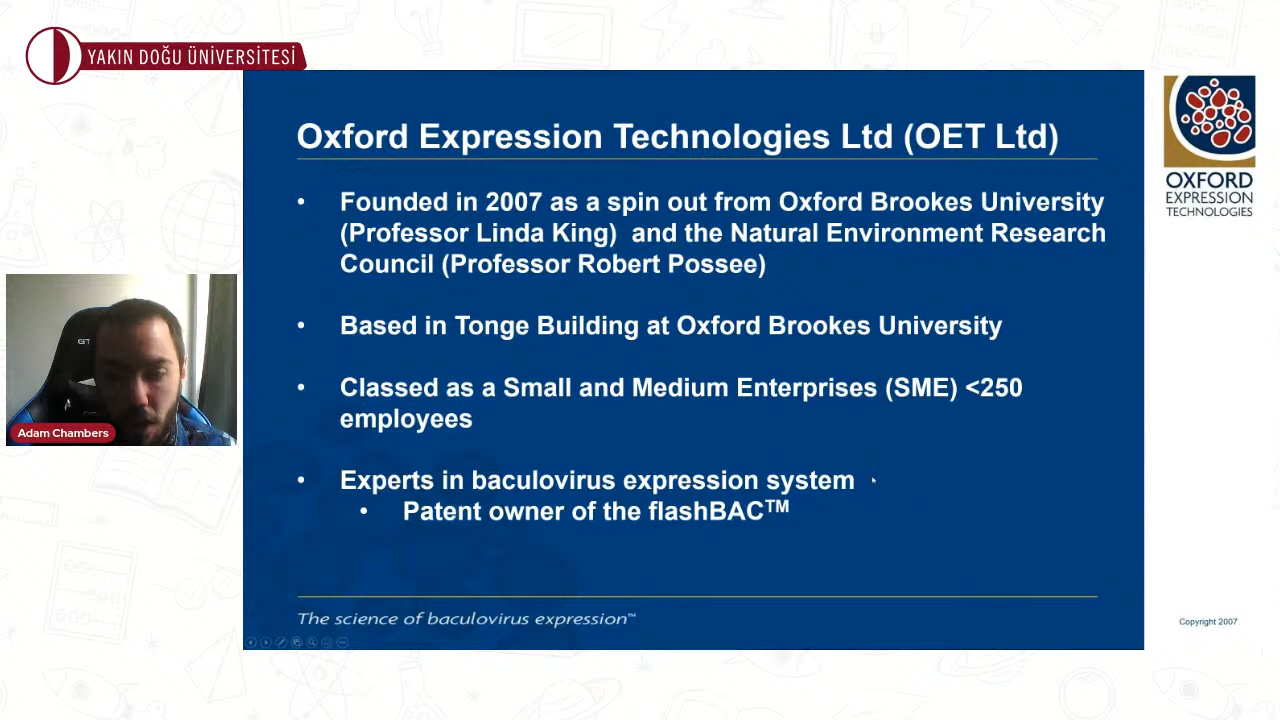 YAKIN DOĞU ÜNİVERSİTESİ
Oxford Expression Technologies Ltd (OET Ltd)
• Founded in 2007 as a spin out from Oxford Brookes University
(Professor Linda King) and the Natural Environment Research
Council (Professor Robert Possee)
• Based in Tonge Building at Oxford Brookes University
• Classed as a Small and Medium Enterprises (SME) <250
employees
• Experts in baculovirus expression system
• Patent owner of the flashBAC™
The science of baculovirus expression™
OXFORD
EXPRESSION
TECHNOLOGIES
Copyright 2007
GT
Adam Chambers